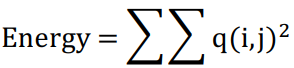 Energy = ∑∑ q(i,j)²